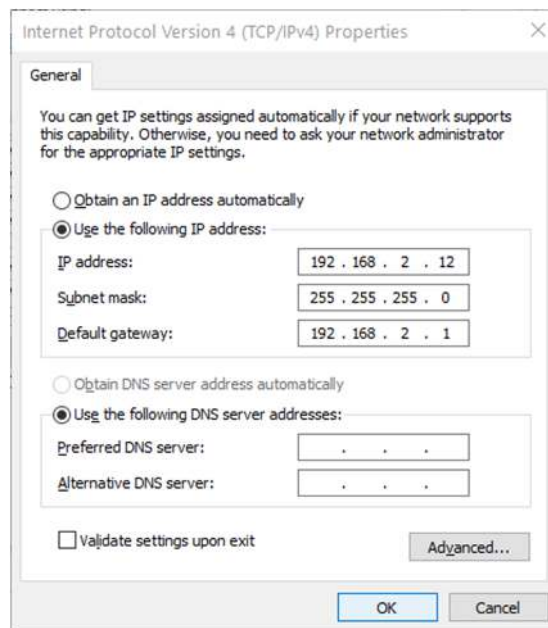 Internet Protocol Version 4 (TCP/IPv4) Properties
General
You can get IP settings assigned automatically if your network supports
this capability. Otherwise, you need to ask your network administrator
for the appropriate IP settings.
Obtain an IP address automatically
Use the following IP address:
IP address: 192 . 168 . 2 . 12
Subnet mask: 255 . 255 . 255 . 0
Default gateway: 192 . 168 . 2 . 1
Obtain DNS server address automatically
Use the following DNS server addresses:
Preferred DNS server: . . .
Alternative DNS server: . . .
Validate settings upon exit
Advanced...
OK Cancel